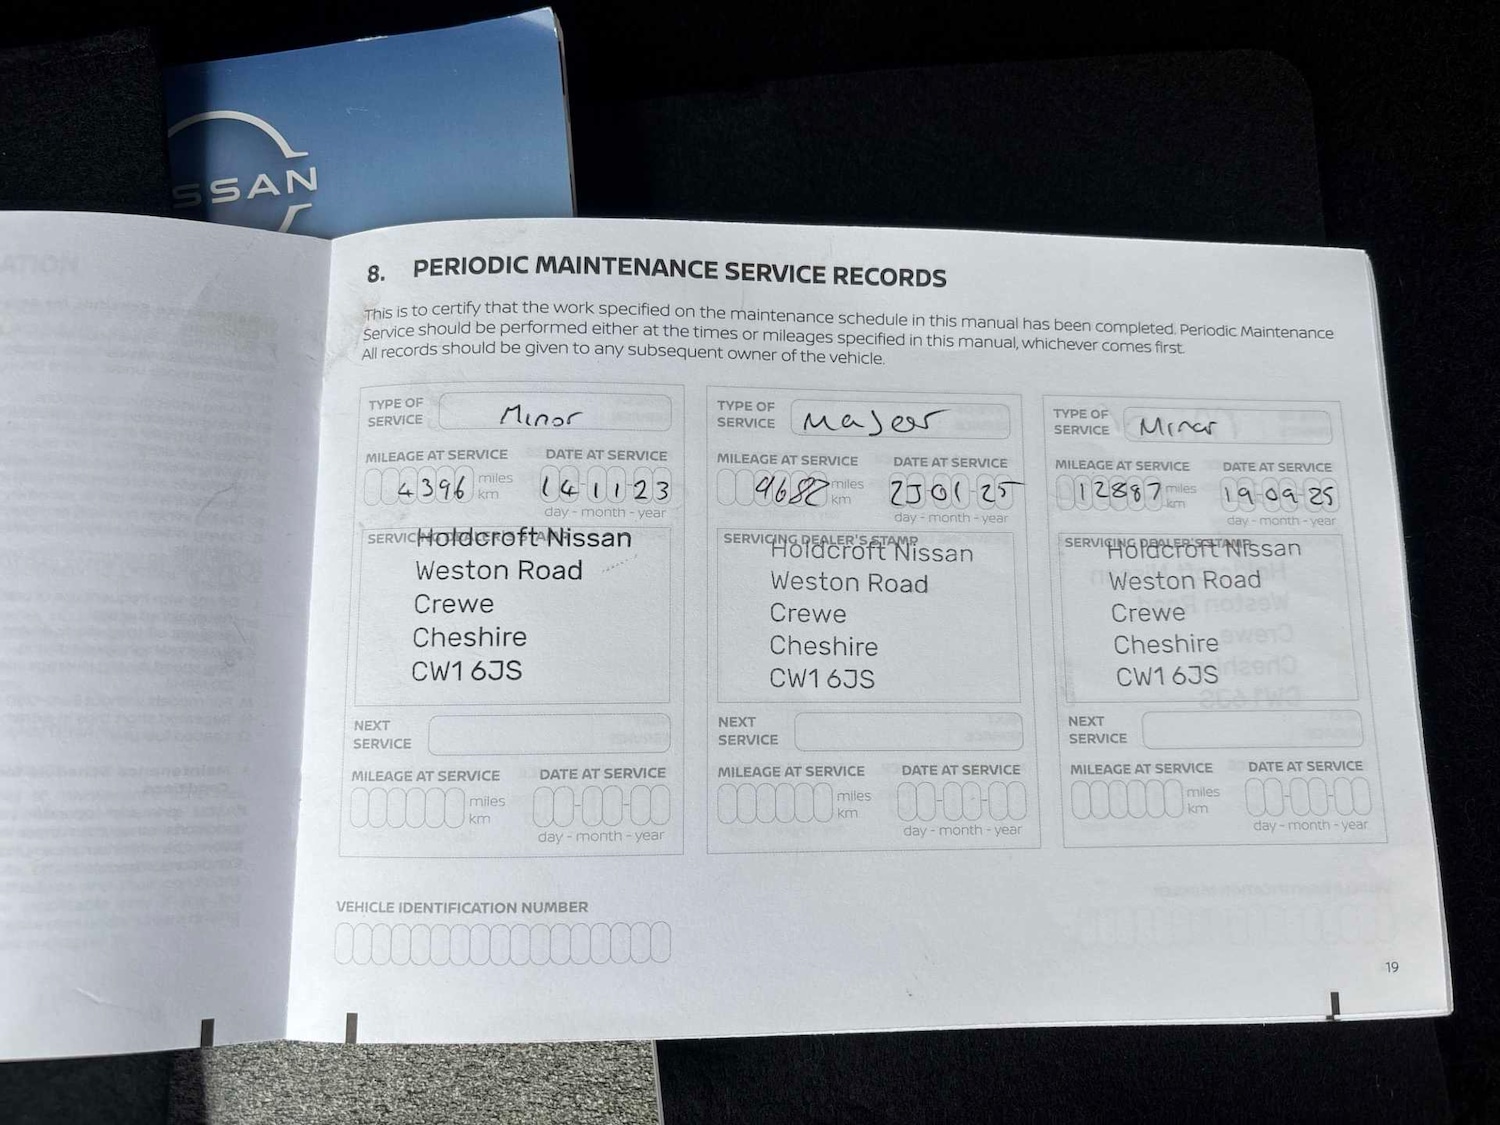 SSAN
8. PERIODIC MAINTENANCE SERVICE RECORDS
This is to certify that the work specified on the maintenance schedule in this manual has been completed. Periodic Maintenance
Service should be performed either at the times or mileages specified in this manual, whichever comes first.
All records should be given to any subsequent owner of the vehicle.
TYPE OF SERVICE Minor
MILEAGE AT SERVICE DATE AT SERVICE
4396 miles km 14 11 23
day - month - year
SERVICING DEALER'S STAMP
Holdcroft Nissan
Weston Road
Crewe
Cheshire
CW1 6JS
NEXT SERVICE
MILEAGE AT SERVICE DATE AT SERVICE
miles km
day - month - year
TYPE OF SERVICE Major
MILEAGE AT SERVICE DATE AT SERVICE
miles km 01 25
day - month - year
SERVICING DEALER'S STAMP
Holdcroft Nissan
Weston Road
Crewe
Cheshire
CW1 6JS
NEXT SERVICE
MILEAGE AT SERVICE DATE AT SERVICE
miles km
day - month - year
TYPE OF SERVICE Minor
MILEAGE AT SERVICE DATE AT SERVICE
12887 miles km 19 09 25
day - month - year
SERVICING DEALER'S STAMP
Holdcroft Nissan
Weston Road
Crewe
Cheshire
CW1 6JS
NEXT SERVICE
MILEAGE AT SERVICE DATE AT SERVICE
miles km
day - month - year
VEHICLE IDENTIFICATION NUMBER
19